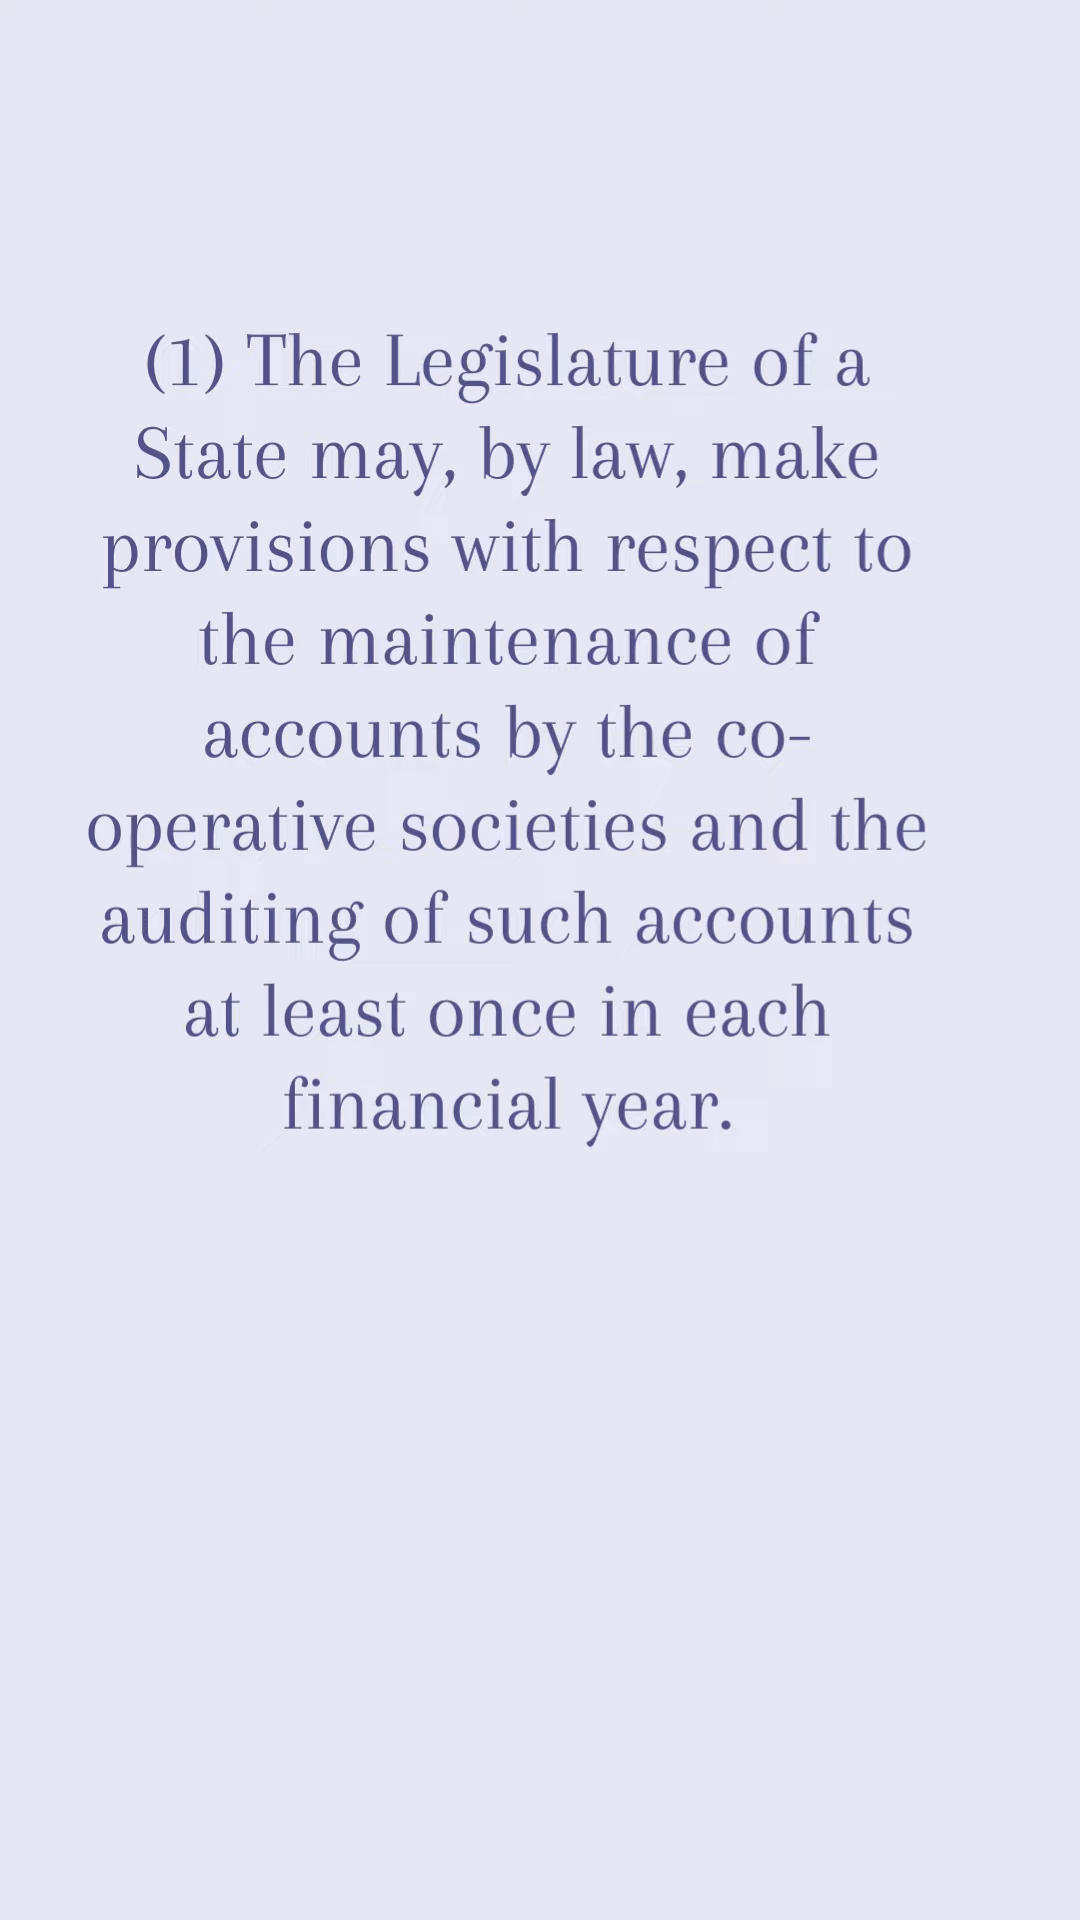 (1) The Legislature of a
State may, by law, make
provisions with respect to
the maintenance of
accounts by the co-
operative societies and the
auditing of such accounts
at least once in each
financial year.